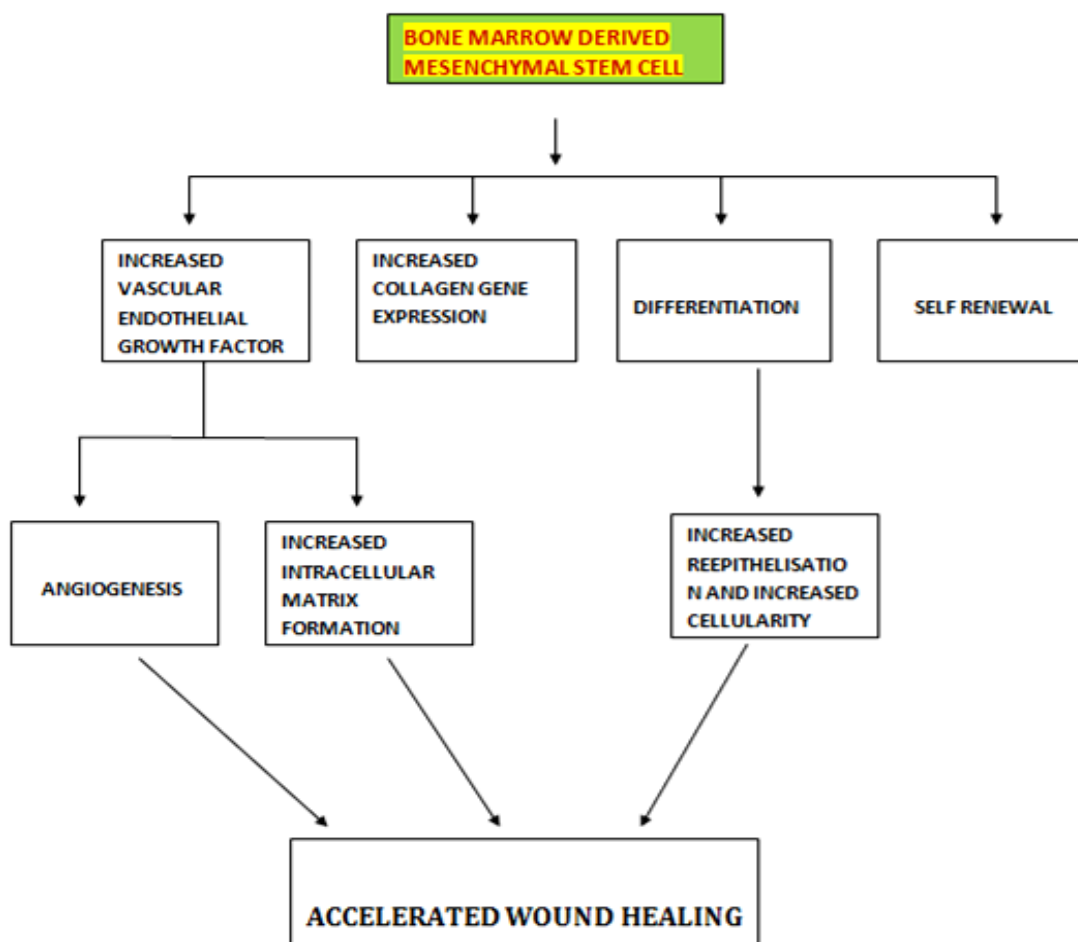 BONE MARROW DERIVED
MESENCHYMAL STEM CELL
INCREASED
VASCULAR
ENDOTHELIAL
GROWTH FACTOR
INCREASED
COLLAGEN GENE
EXPRESSION
DIFFERENTIATION
SELF RENEWAL
ANGIOGENESIS
INCREASED
INTRACELLULAR
MATRIX
FORMATION
INCREASED
REEPITHELISATIO
N AND INCREASED
CELLULARITY
ACCELERATED WOUND HEALING